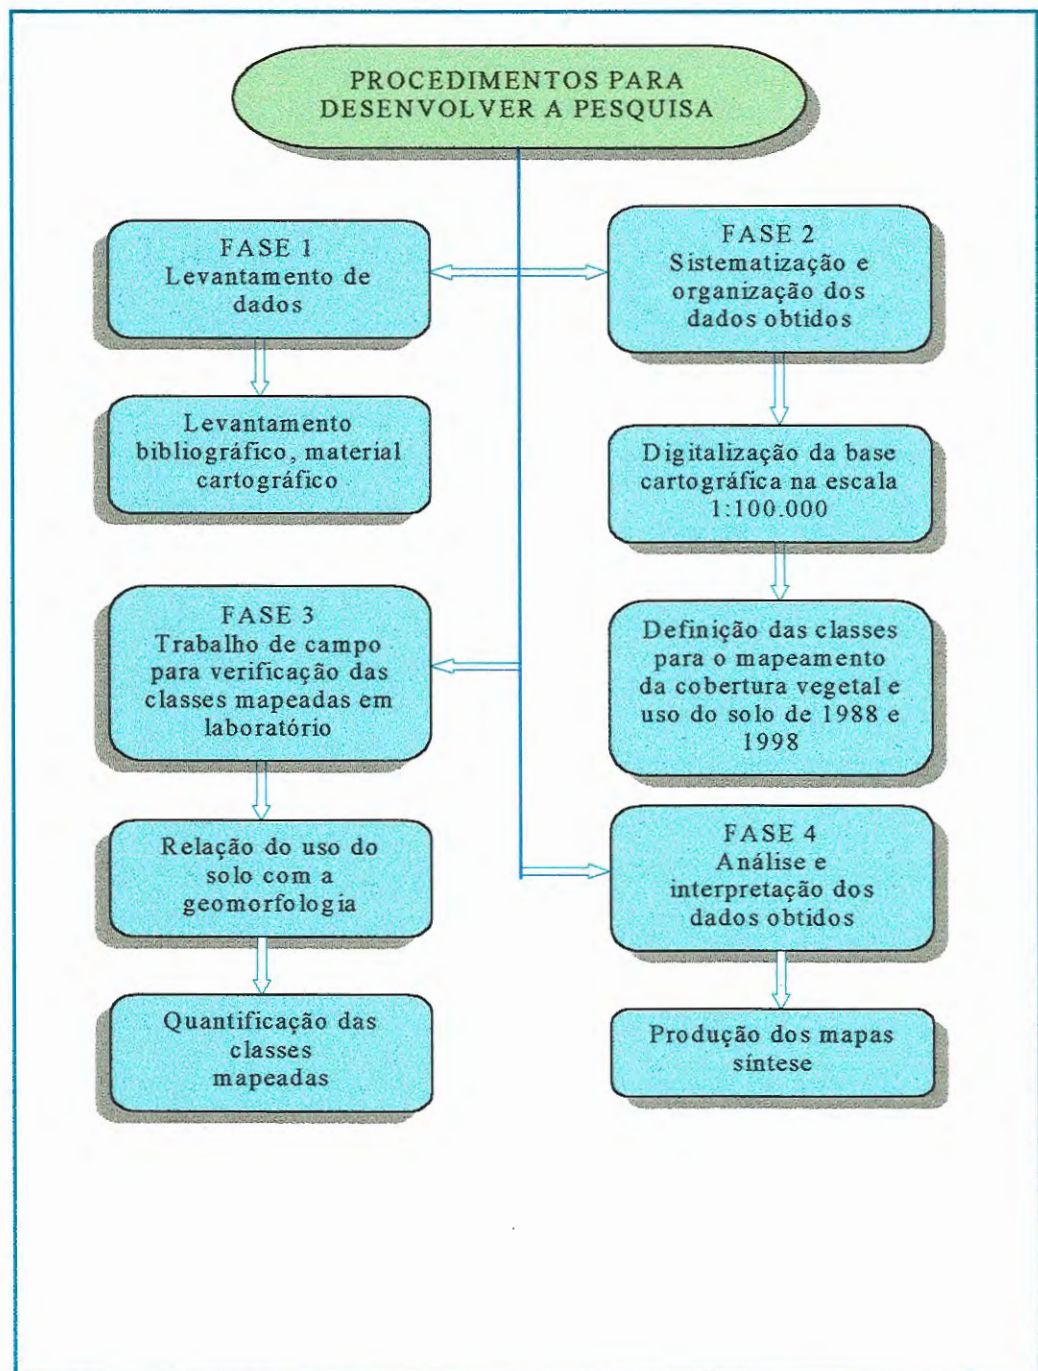 PROCEDIMENTOS PARA
DESENVOLVER A PESQUISA
FASE 1
Levantamento de
dados
Levantamento
bibliográfico, material
cartográfico
FASE 2
Sistematização e
organização dos
dados obtidos
Digitalização da base
cartográfica na escala
1:100.000
Definição das classes
para o mapeamento
da cobertura vegetal e
uso do solo de 1988 e
1998
FASE 3
Trabalho de campo
para verificação das
classes mapeadas em
laboratório
Relação do uso do
solo com a
geomorfologia
Quantificação das
classes
mapeadas
FASE 4
Análise e
interpretação dos
dados obtidos
Produção dos mapas
síntese